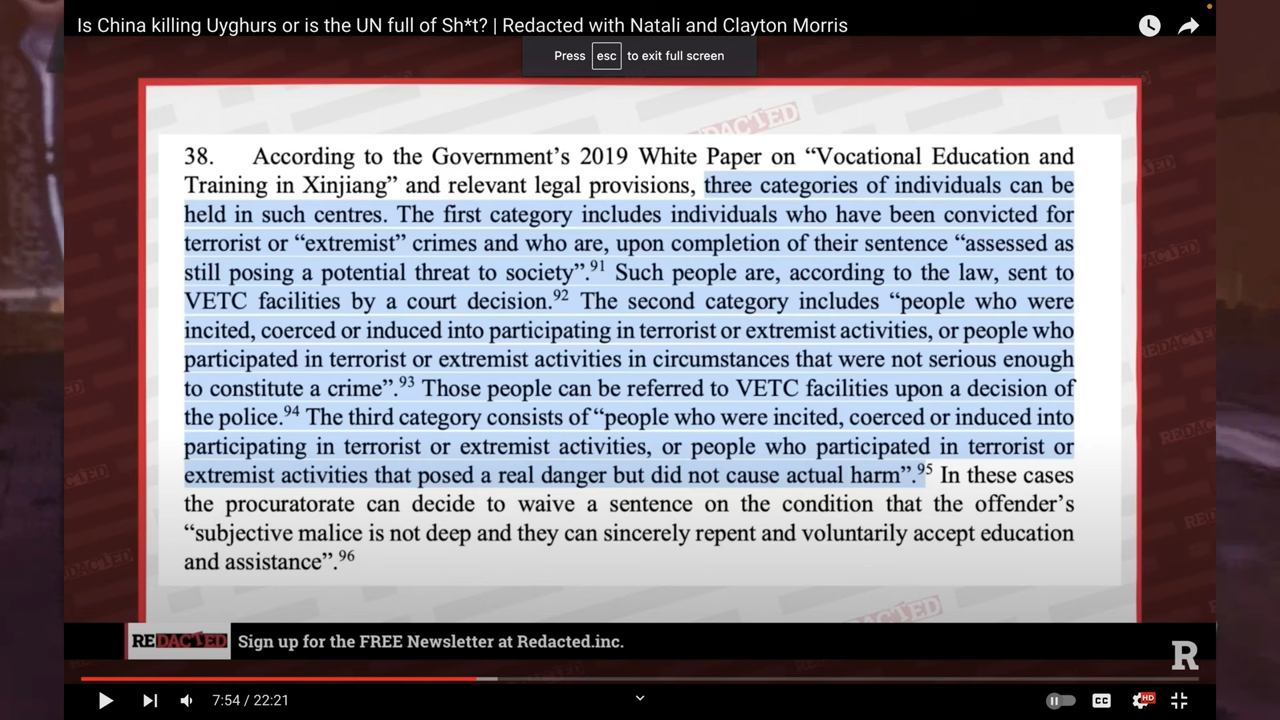 Is China killing Uyghurs or is the UN full of Sh*t? | Redacted with Natali and Clayton Morris
Press esc to exit full screen
REDACTED
38. According to the Government’s 2019 White Paper on “Vocational Education and
Training in Xinjiang” and relevant legal provisions, three categories of individuals can be
held in such centres. The first category includes individuals who have been convicted for
terrorist or “extremist” crimes and who are, upon completion of their sentence “assessed as
still posing a potential threat to society”.91 Such people are, according to the law, sent to
VETC facilities by a court decision.92 The second category includes “people who were
incited, coerced or induced into participating in terrorist or extremist activities, or people who
participated in terrorist or extremist activities in circumstances that were not serious enough
to constitute a crime”.93 Those people can be referred to VETC facilities upon a decision of
the police.94 The third category consists of “people who were incited, coerced or induced into
participating in terrorist or extremist activities, or people who participated in terrorist or
extremist activities that posed a real danger but did not cause actual harm”.95 In these cases
the procuratorate can decide to waive a sentence on the condition that the offender’s
“subjective malice is not deep and they can sincerely repent and voluntarily accept education
and assistance”.96
REDACTED Sign up for the FREE Newsletter at Redacted.inc.
R
7:54 / 22:21
CC
HD